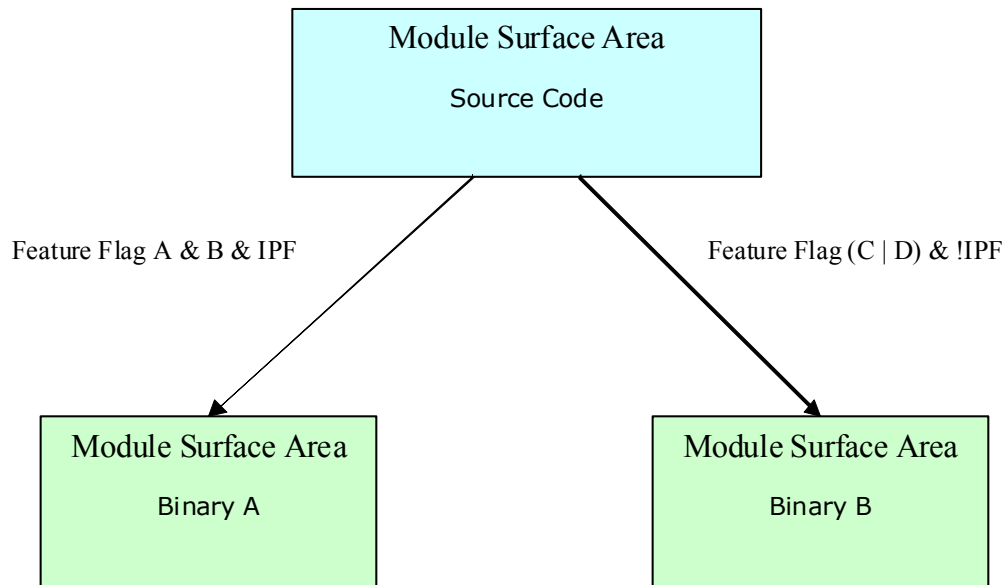 Module Surface Area
Source Code
Feature Flag A & B & IPF
Feature Flag (C | D) & !IPF
Module Surface Area
Binary A
Module Surface Area
Binary B